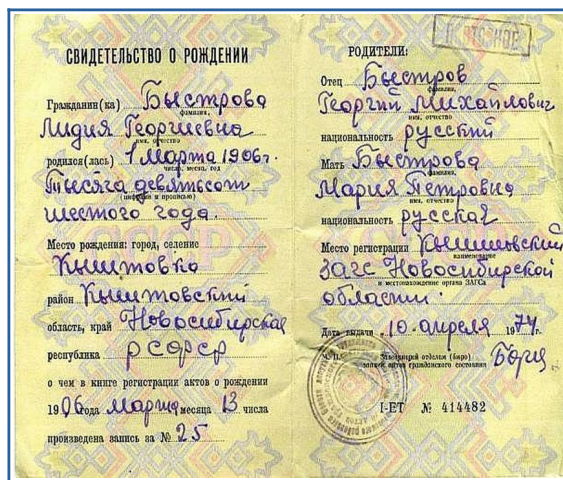 СВИДЕТЕЛЬСТВО О РОЖДЕНИИ
Гражданин(ка) Быстрова
фамилия,
Лидия Георгиевна
имя, отчество
родился(лась) 1 марта 1906 г.
число, месяц, год
Тысяча девятьсот
(цифрами и прописью)
шестого года.
Место рождения: город, селение
Кыштовка
район Кыштовский
область, край Новосибирская
республика РСФСР
о чем в книге регистрации актов о рождении
1906 года марта месяца 13 числа
произведена запись за № 25
ПОВТОРНОЕ
РОДИТЕЛИ:
Отец Быстров
фамилия,
Георгий Михайлович
имя, отчество
национальность русский
Мать Быстрова
фамилия,
Мария Петровна
имя, отчество
национальность русская
Место регистрации Кыштовский
наименование
ЗАГС Новосибирской
и местонахождение органа ЗАГСа
области.
Дата выдачи „10" апреля 1974 г.
М.П. Заведующий отделом (бюро)
записи актов гражданского состояния
I-ЕТ № 414482